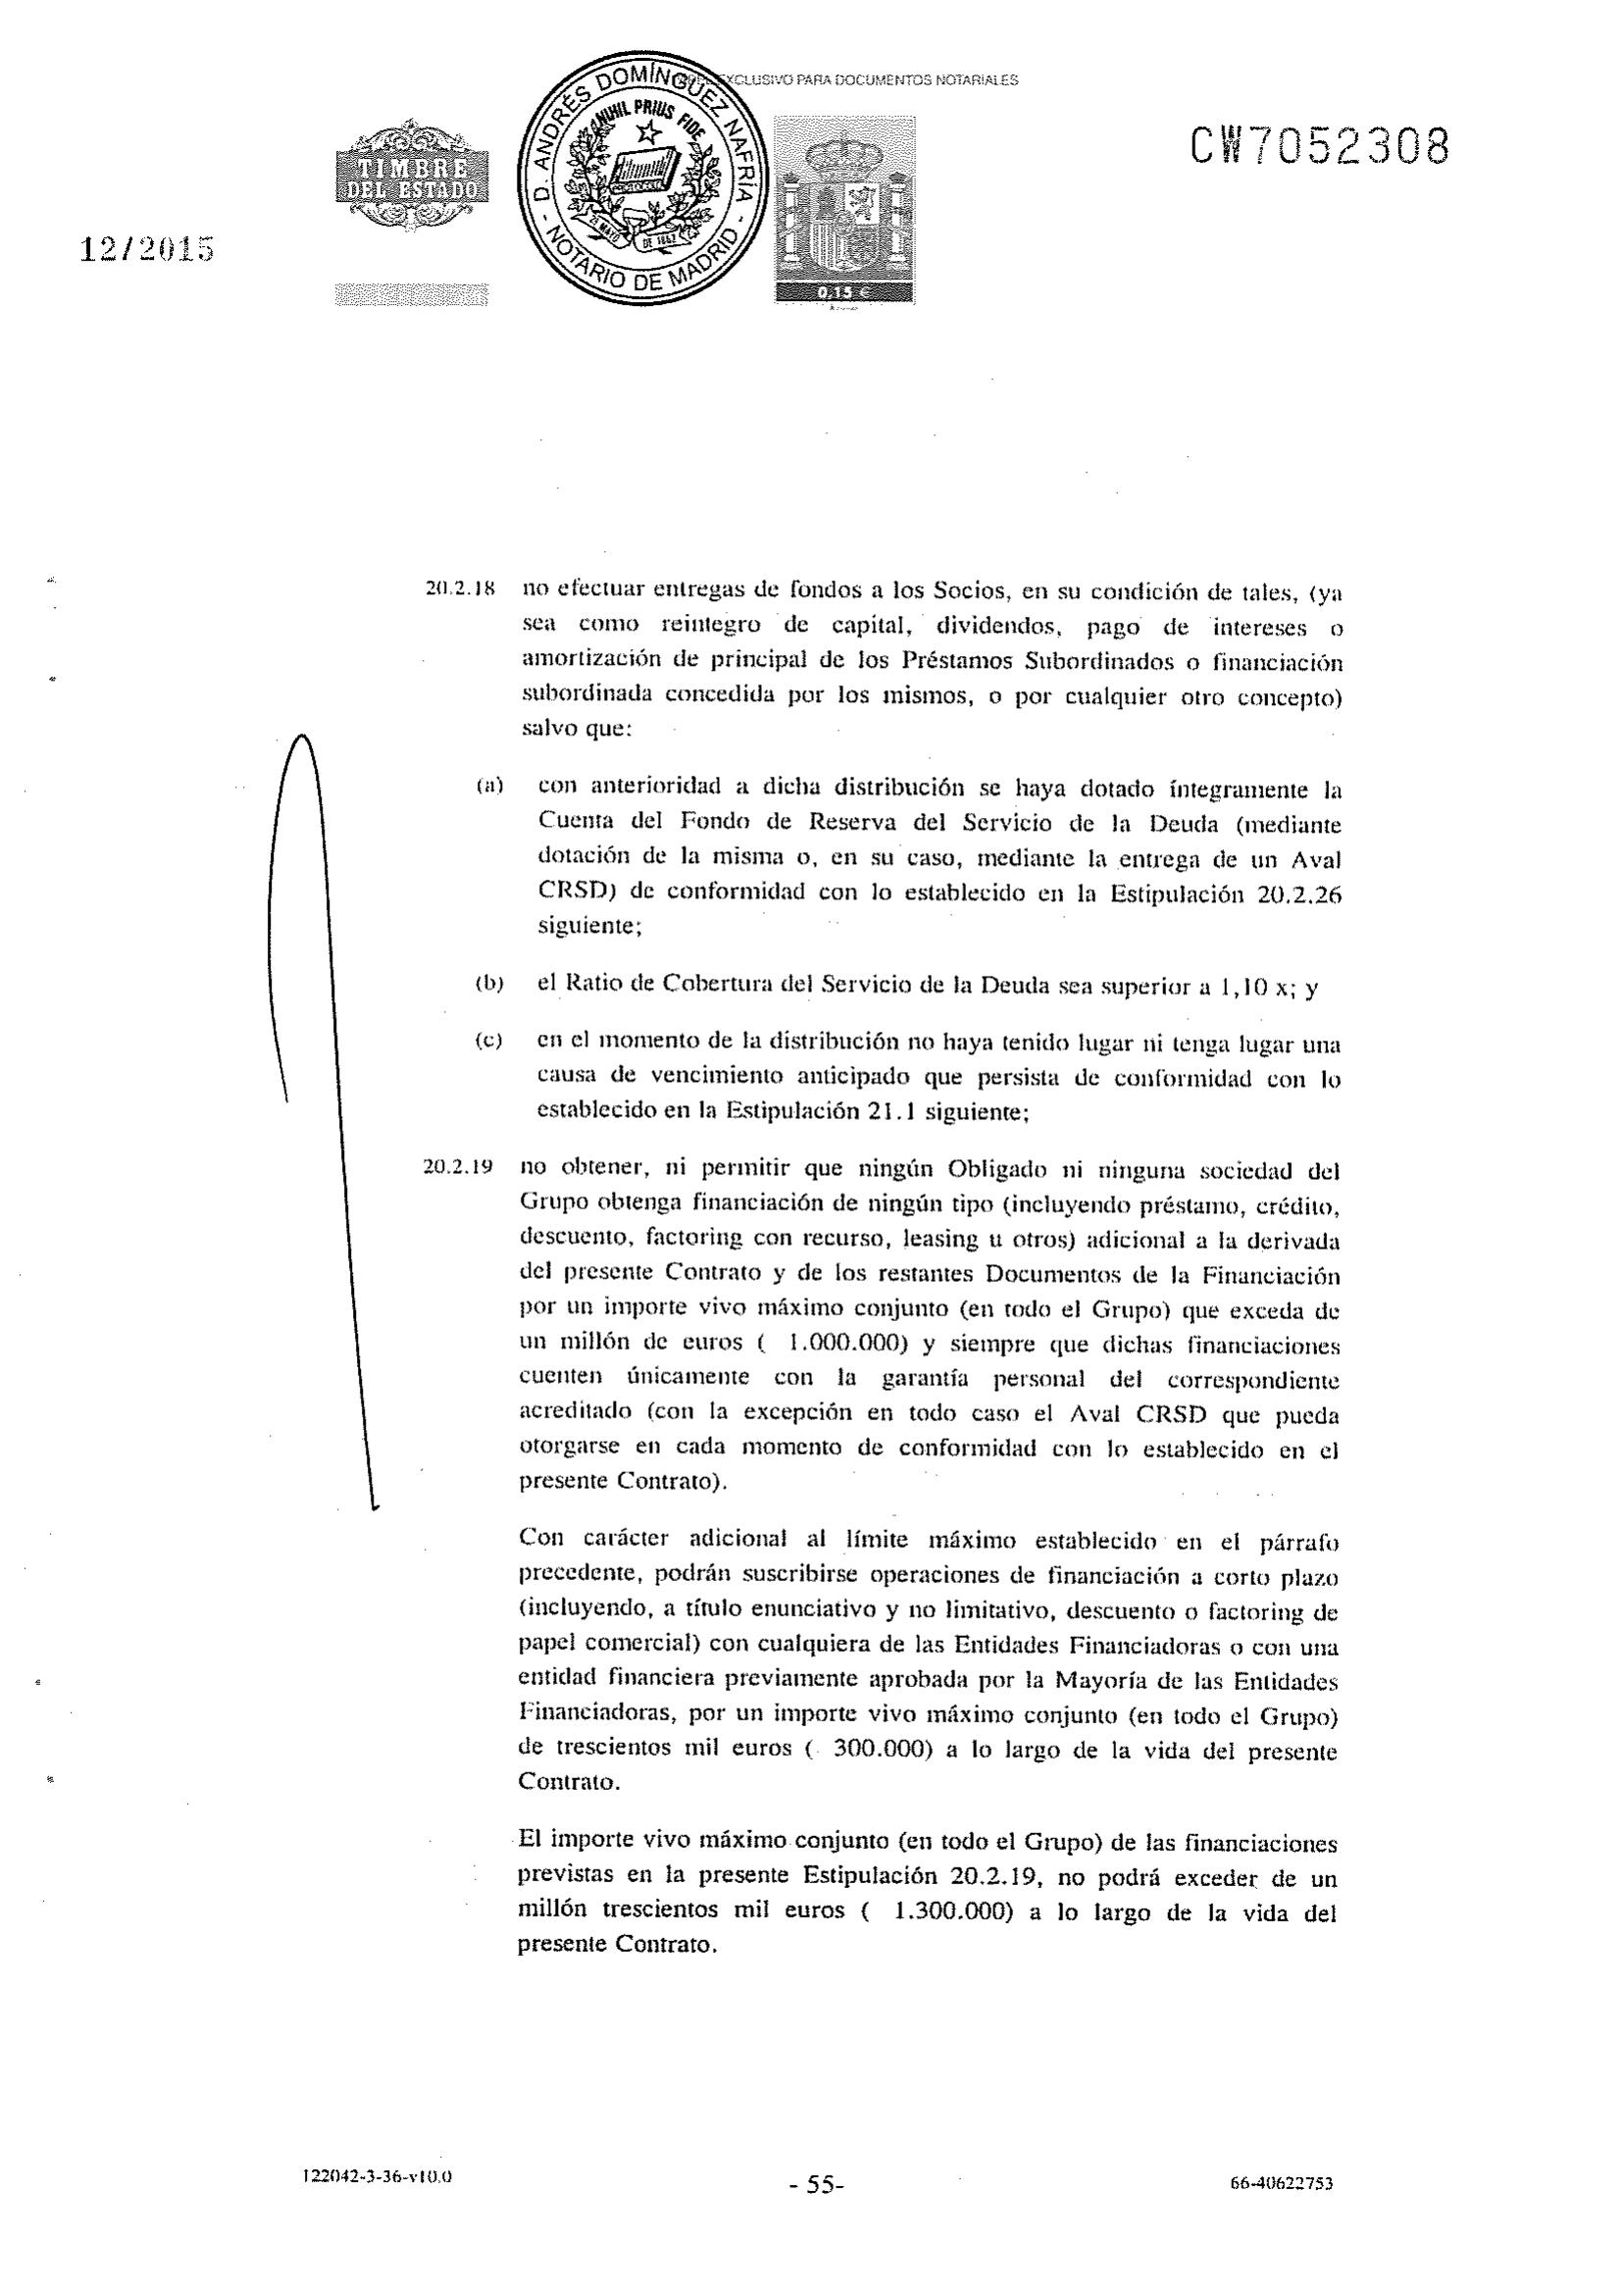 EXCLUSIVO PARA DOCUMENTOS NOTARIALES
D. ANDRÉS DOMÍNGUEZ NAFRÍA
- NOTARIO DE MADRID -
NIHIL PRIUS FIDE
DE 1862
TIMBRE
DEL ESTADO
0,15 €
CW7052308
12/2015
20.2.18 no efectuar entregas de fondos a los Socios, en su condición de tales, (ya
sea como reintegro de capital, dividendos, pago de intereses o
amortización de principal de los Préstamos Subordinados o financiación
subordinada concedida por los mismos, o por cualquier otro concepto)
salvo que:
(a) con anterioridad a dicha distribución se haya dotado íntegramente la
Cuenta del Fondo de Reserva del Servicio de la Deuda (mediante
dotación de la misma o, en su caso, mediante la entrega de un Aval
CRSD) de conformidad con lo establecido en la Estipulación 20.2.26
siguiente;
(b) el Ratio de Cobertura del Servicio de la Deuda sea superior a 1,10 x; y
(c) en el momento de la distribución no haya tenido lugar ni tenga lugar una
causa de vencimiento anticipado que persista de conformidad con lo
establecido en la Estipulación 21.1 siguiente;
20.2.19 no obtener, ni permitir que ningún Obligado ni ninguna sociedad del
Grupo obtenga financiación de ningún tipo (incluyendo préstamo, crédito,
descuento, factoring con recurso, leasing u otros) adicional a la derivada
del presente Contrato y de los restantes Documentos de la Financiación
por un importe vivo máximo conjunto (en todo el Grupo) que exceda de
un millón de euros ( 1.000.000) y siempre que dichas financiaciones
cuenten únicamente con la garantía personal del correspondiente
acreditado (con la excepción en todo caso el Aval CRSD que pueda
otorgarse en cada momento de conformidad con lo establecido en el
presente Contrato).
Con carácter adicional al límite máximo establecido en el párrafo
precedente, podrán suscribirse operaciones de financiación a corto plazo
(incluyendo, a título enunciativo y no limitativo, descuento o factoring de
papel comercial) con cualquiera de las Entidades Financiadoras o con una
entidad financiera previamente aprobada por la Mayoría de las Entidades
Financiadoras, por un importe vivo máximo conjunto (en todo el Grupo)
de trescientos mil euros ( 300.000) a lo largo de la vida del presente
Contrato.
El importe vivo máximo conjunto (en todo el Grupo) de las financiaciones
previstas en la presente Estipulación 20.2.19, no podrá exceder de un
millón trescientos mil euros ( 1.300.000) a lo largo de la vida del
presente Contrato.
122042-3-36-v10.0
- 55-
66-40622753